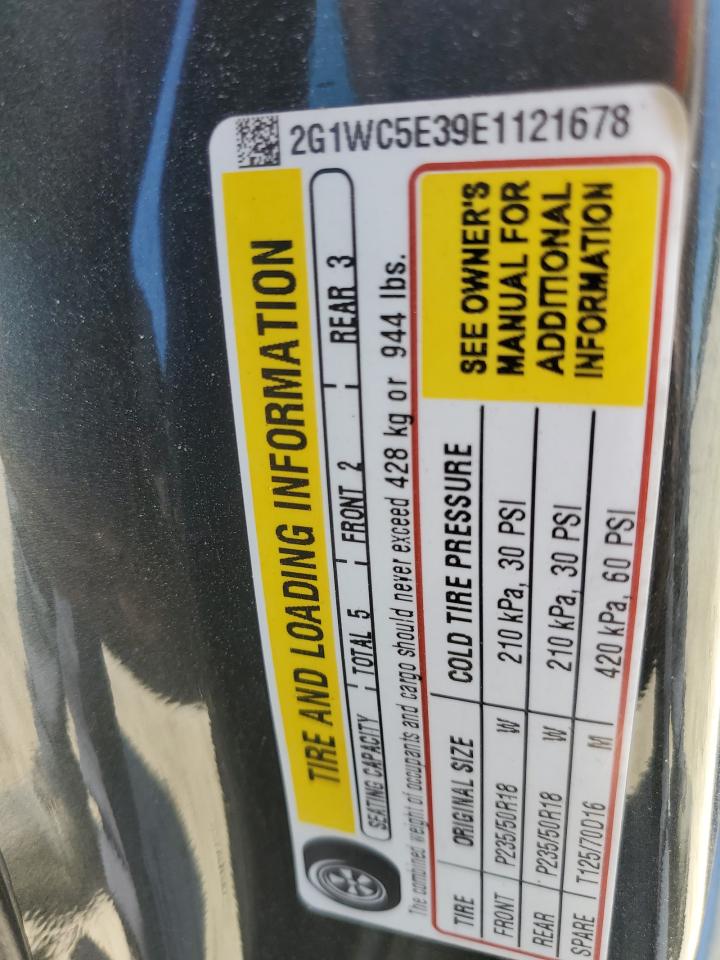 2G1WC5E39E1121678
TIRE AND LOADING INFORMATION
SEATING CAPACITY TOTAL 5 FRONT 2 REAR 3
The combined weight of occupants and cargo should never exceed 428 kg or 944 lbs.
TIRE ORIGINAL SIZE COLD TIRE PRESSURE
FRONT P235/50R18 W 210 kPa, 30 PSI
REAR P235/50R18 W 210 kPa, 30 PSI
SPARE T125/70D16 M 420 kPa, 60 PSI
SEE OWNER'S
MANUAL FOR
ADDITIONAL
INFORMATION